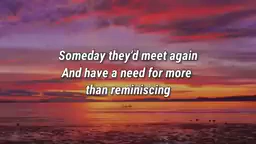 Someday they'd meet again
And have a need for more
than reminiscing